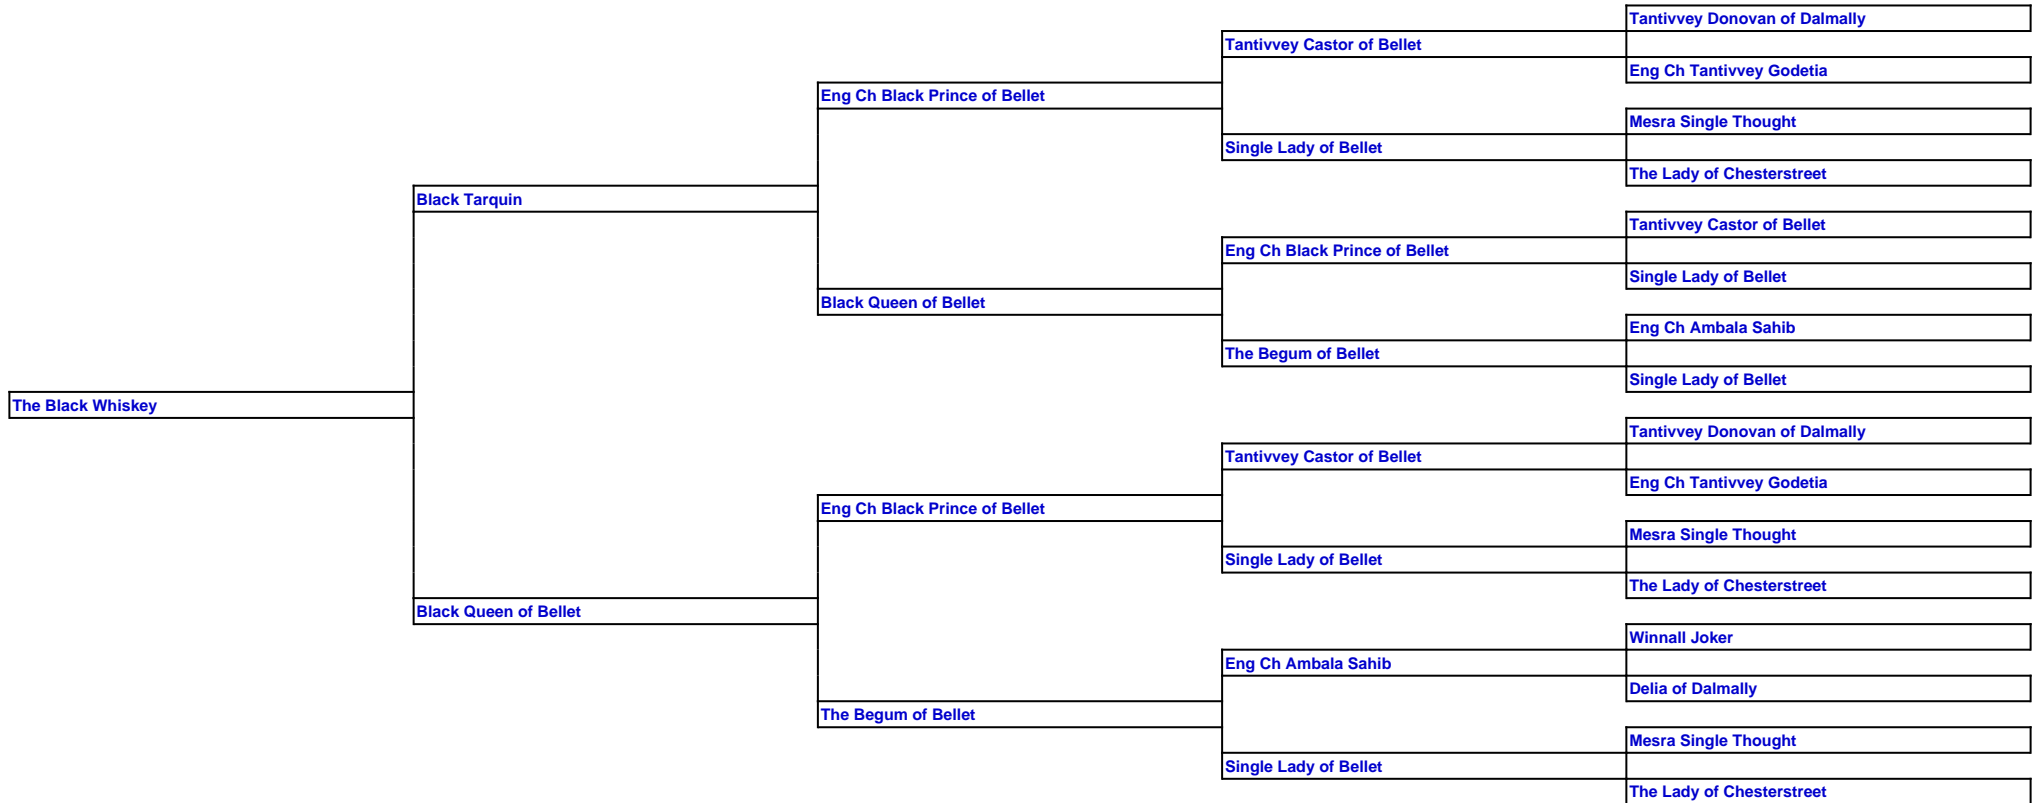 Tantivvey Donovan of Dalmally
Tantivvey Castor of Bellet
Eng Ch Tantivvey Godetia
Eng Ch Black Prince of Bellet
Mesra Single Thought
Single Lady of Bellet
The Lady of Chesterstreet
Black Tarquin
Tantivvey Castor of Bellet
Eng Ch Black Prince of Bellet
Single Lady of Bellet
Black Queen of Bellet
Eng Ch Ambala Sahib
The Begum of Bellet
Single Lady of Bellet
The Black Whiskey
Tantivvey Donovan of Dalmally
Tantivvey Castor of Bellet
Eng Ch Tantivvey Godetia
Eng Ch Black Prince of Bellet
Mesra Single Thought
Single Lady of Bellet
The Lady of Chesterstreet
Black Queen of Bellet
Winnall Joker
Eng Ch Ambala Sahib
Delia of Dalmally
The Begum of Bellet
Mesra Single Thought
Single Lady of Bellet
The Lady of Chesterstreet